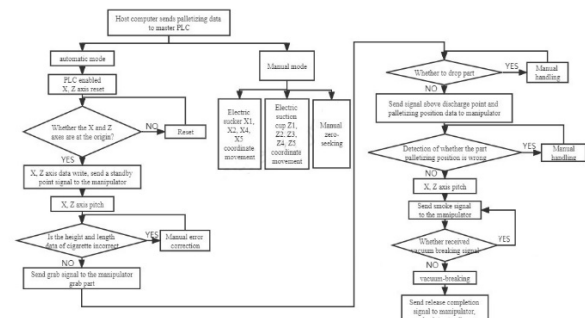 Host computer sends palletizing data
to master PLC
automatic mode
Manual mode
PLC enabled
X, Z axis reset
Whether the X and Z
axes are at the origin?
NO
Reset
YES
X, Z axis data write, send a standby
point signal to the manipulator
X, Z axis pitch
Is the height and length
data of cigarette incorrect
YES
Manual error
correction
NO
Send grab signal to the manipulator
grab part
Electric
sucker X1,
X2, X4,
X5
coordinate
movement
Electric
suction
cup Z1,
Z2, Z3,
Z4, Z5
coordinate
movement
Manual
zero-
seeking
Whether to drop part
YES
Manual
handling
NO
Send signal above discharge point and
palletizing position data to manipulator
Detection of whether the part
palletizing position is wrong
YES
Manual
handling
NO
X, Z axis pitch
Send smoke signal
to the manipulator
Whether received
vacuum breaking signal
YES
NO
vacuum-breaking
Send release completion
signal to manipulator,